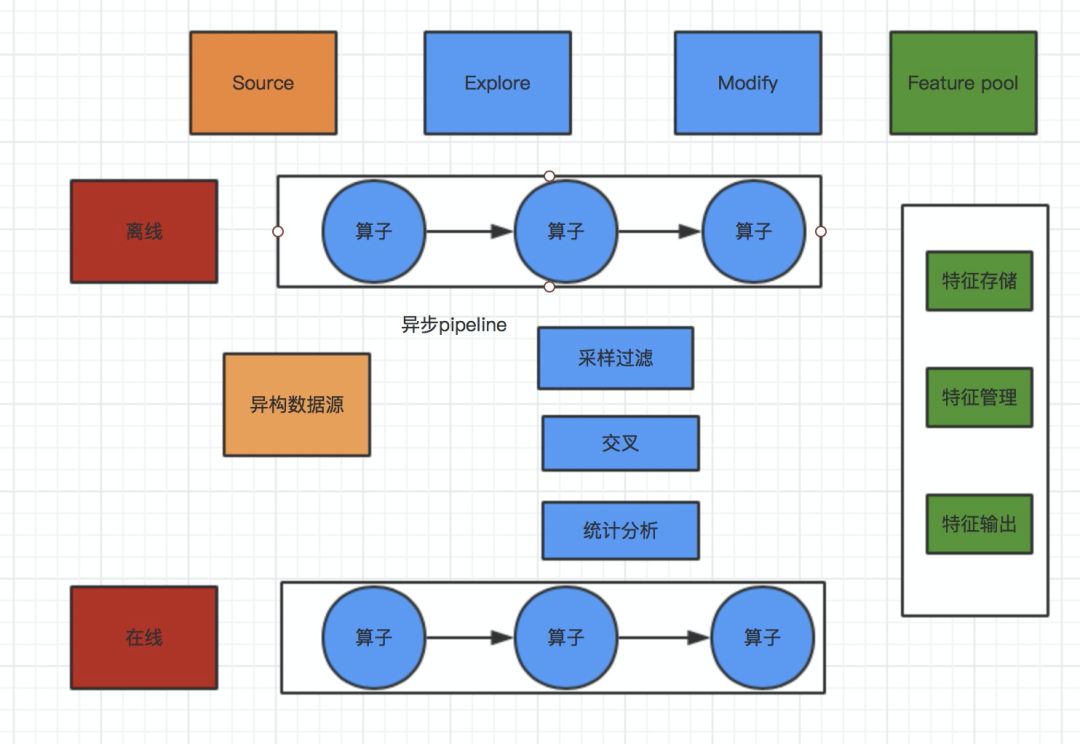 Source
Explore
Modify
Feature pool
离线
算子
算子
算子
特征存储
异步pipeline
采样过滤
异构数据源
特征管理
交叉
统计分析
特征输出
在线
算子
算子
算子